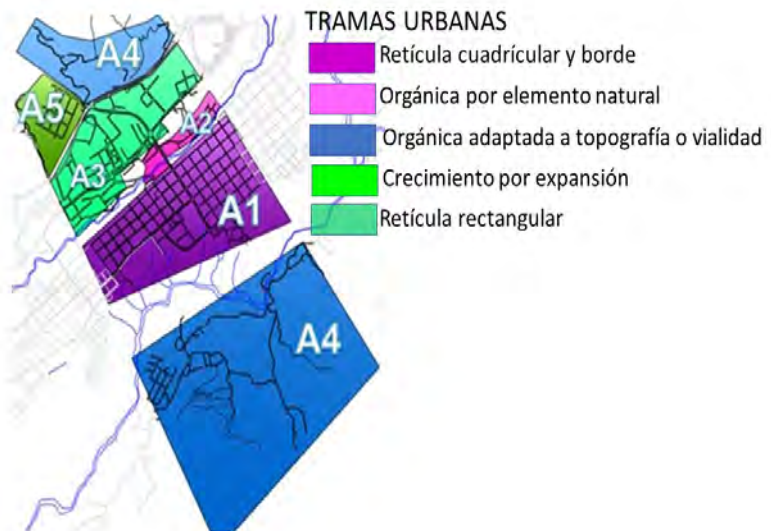 TRAMAS URBANAS
Retícula cuadrícular y borde
Orgánica por elemento natural
Orgánica adaptada a topografía o vialidad
Crecimiento por expansión
Retícula rectangular
A4
A5
A2
A3
A1
A4